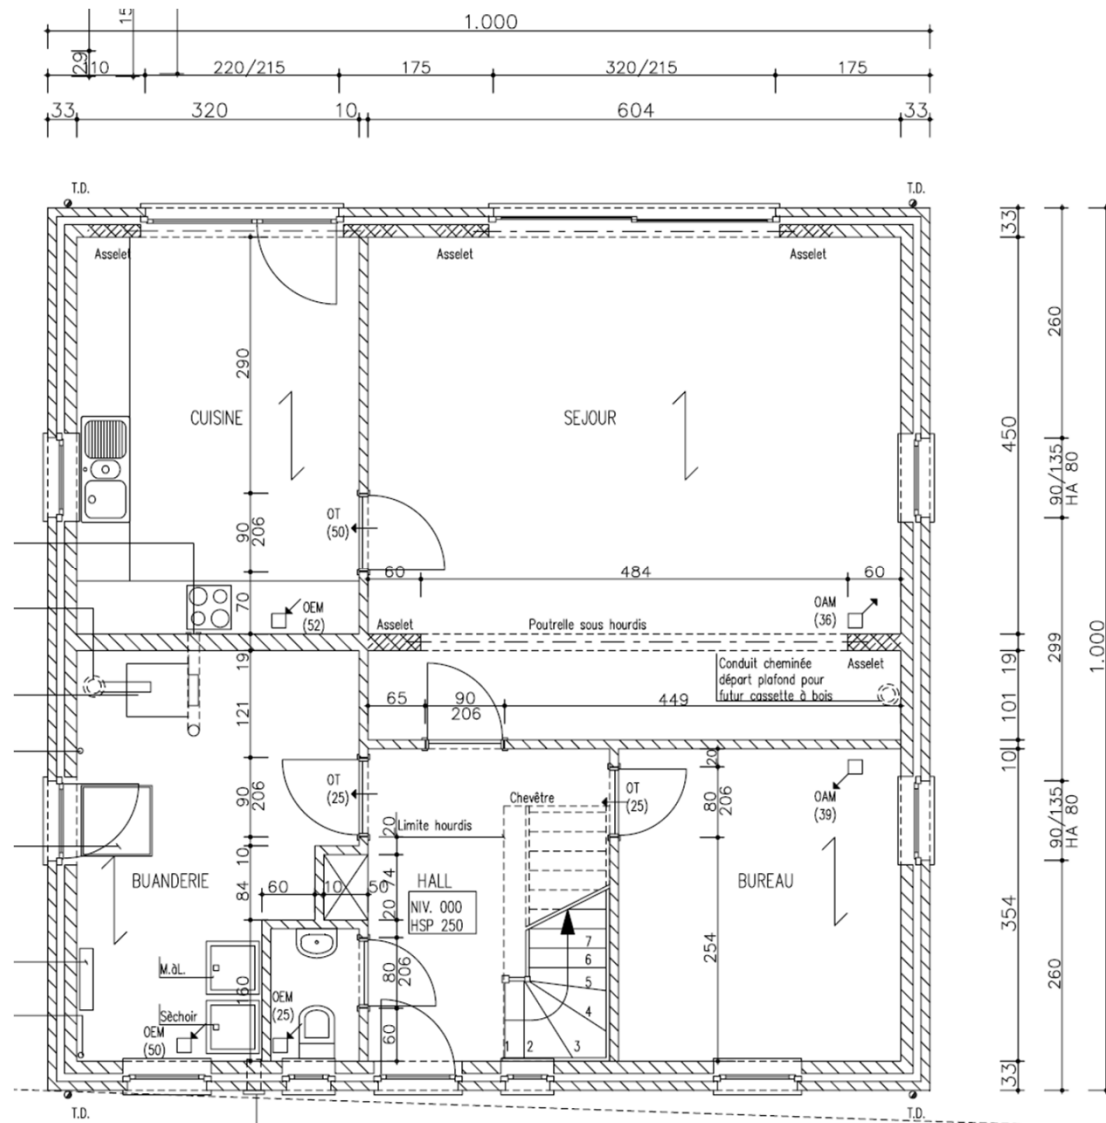 15
1.000
29
110
220/215
175
320/215
175
33
320
10
604
33
T.D.
T.D.
33
Asselet
Asselet
Asselet
260
290
CUISINE
SEJOUR
450
90/135
HA 80
OT
(50)
90
206
60
484
60
70
OEM
(52)
OAM
(36)
Asselet
Poutrelle sous hourdis
1.000
19
Conduit cheminée
départ plafond pour
futur cassette à bois
Asselet
19
299
121
65
90
206
449
101
20
10
OT
(25)
90
206
Chevêtre
OT
(25)
80
206
OAM
(39)
90/135
HA 80
Limite hourdis
20
10
BUANDERIE
84
60
10
50
74
HALL
BUREAU
NIV. 000
HSP 250
20
354
7
6
5
4
3
2
1
254
260
M.àL.
80
206
160
OEM
(25)
Sèchoir
OEM
(50)
60
33
T.D.
T.D.